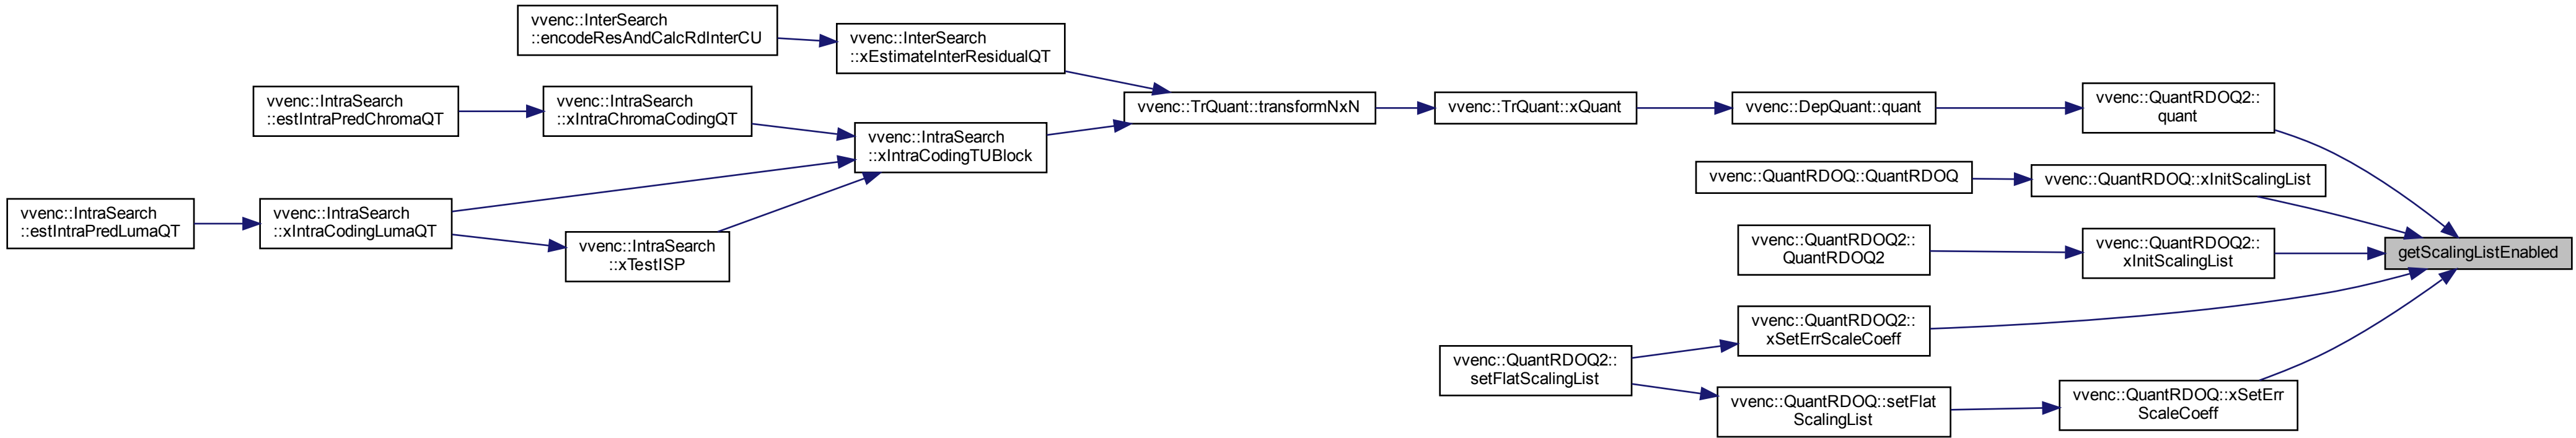 vvenc::InterSearch
::encodeResAndCalcRdInterCU
vvenc::InterSearch
::xEstimateInterResidualQT
vvenc::IntraSearch
::estIntraPredChromaQT
vvenc::IntraSearch
::xIntraChromaCodingQT
vvenc::TrQuant::transformNxN
vvenc::TrQuant::xQuant
vvenc::DepQuant::quant
vvenc::QuantRDOQ2::
quant
vvenc::IntraSearch
::xIntraCodingTUBlock
vvenc::QuantRDOQ::QuantRDOQ
vvenc::QuantRDOQ::xInitScalingList
vvenc::IntraSearch
::estIntraPredLumaQT
vvenc::IntraSearch
::xIntraCodingLumaQT
vvenc::IntraSearch
::xTestISP
vvenc::QuantRDOQ2::
QuantRDOQ2
vvenc::QuantRDOQ2::
xInitScalingList
getScalingListEnabled
vvenc::QuantRDOQ2::
xSetErrScaleCoeff
vvenc::QuantRDOQ2::
setFlatScalingList
vvenc::QuantRDOQ::setFlat
ScalingList
vvenc::QuantRDOQ::xSetErr
ScaleCoeff